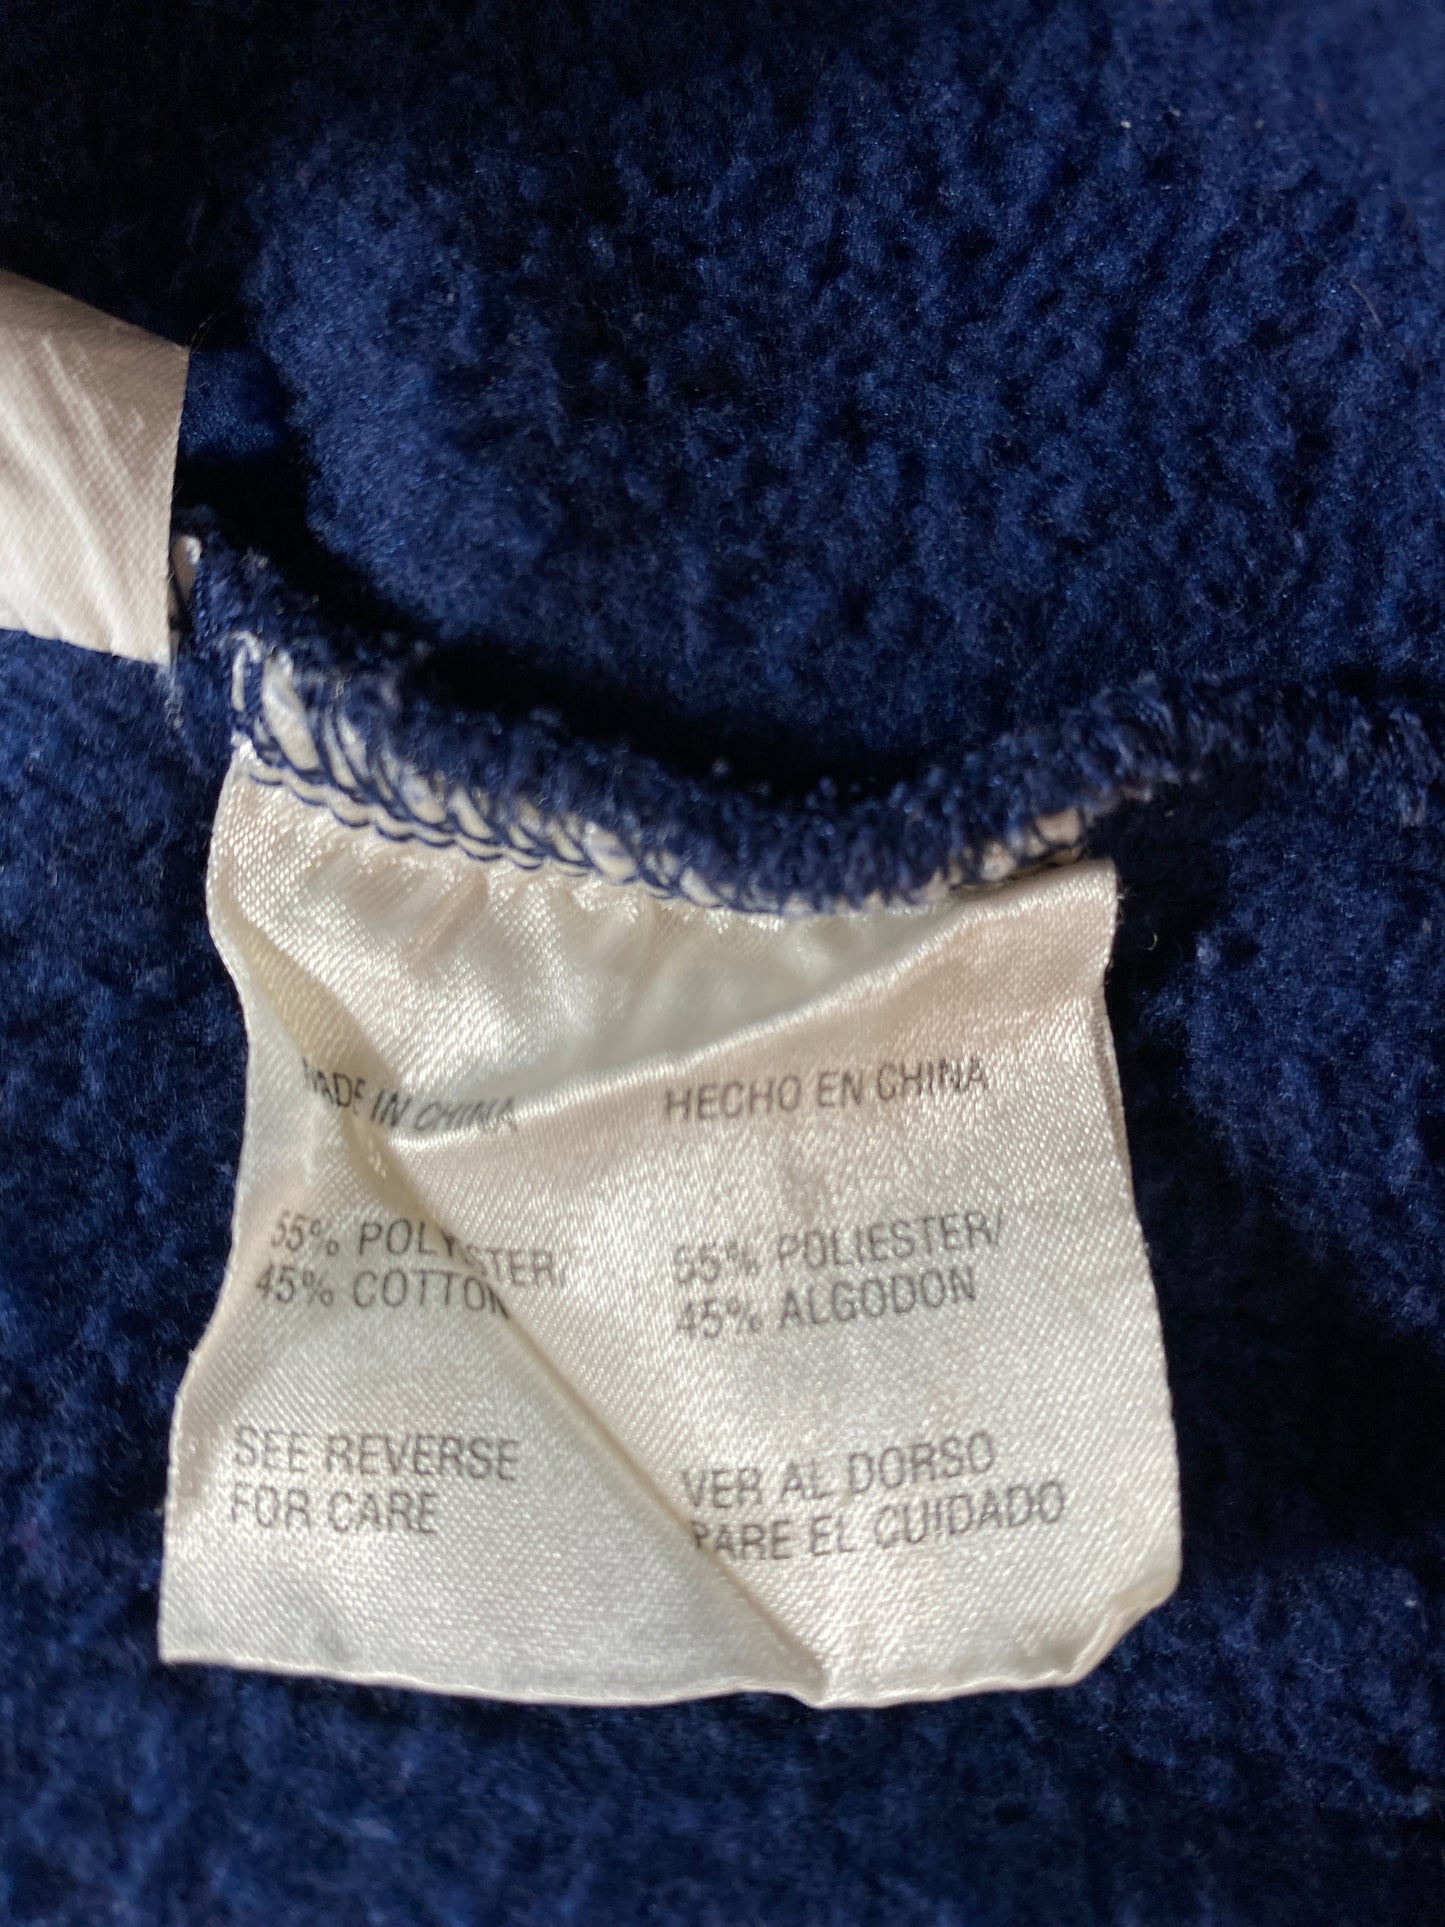 MADE IN CHINA
55% POLYESTER/
45% COTTON
SEE REVERSE
FOR CARE
HECHO EN CHINA
55% POLIESTER/
45% ALGODON
VER AL DORSO
PARE EL CUIDADO